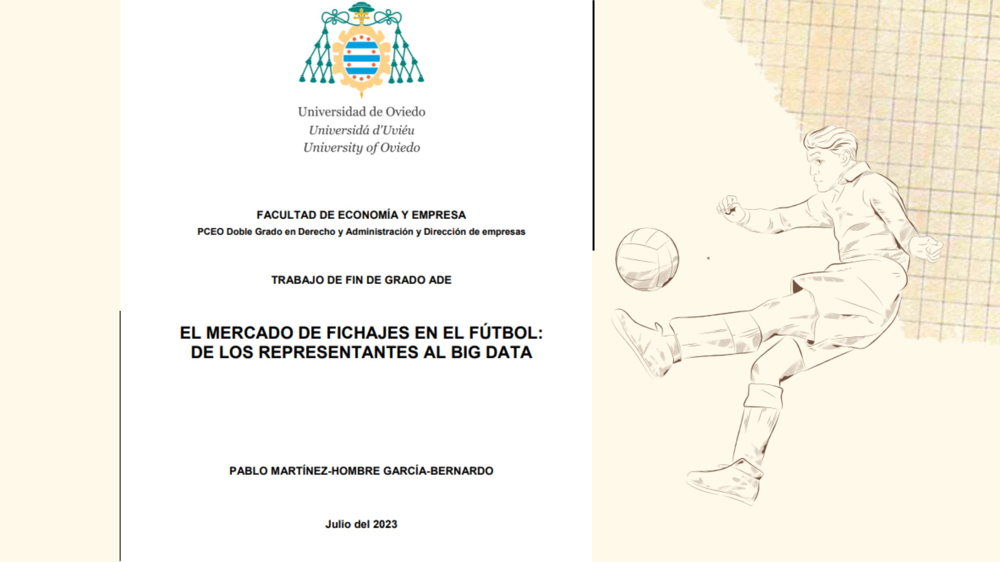 Universidad de Oviedo
Universidá d'Uviéu
University of Oviedo
FACULTAD DE ECONOMÍA Y EMPRESA
PCEO Doble Grado en Derecho y Administración y Dirección de empresas
TRABAJO DE FIN DE GRADO ADE
EL MERCADO DE FICHAJES EN EL FÚTBOL:
DE LOS REPRESENTANTES AL BIG DATA
PABLO MARTÍNEZ-HOMBRE GARCÍA-BERNARDO
Julio del 2023